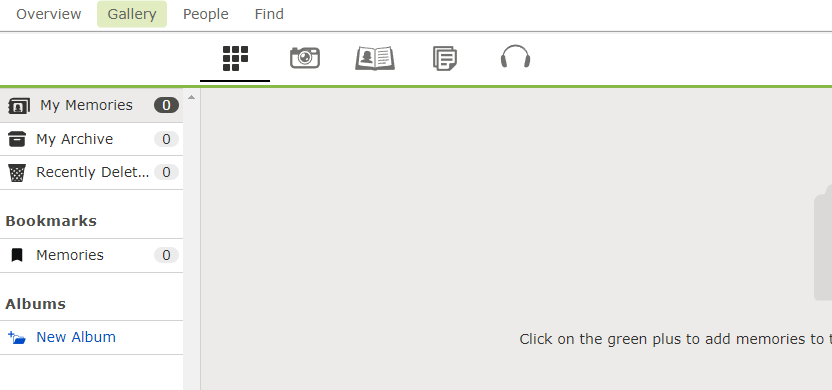 Overview Gallery People Find
My Memories 0
My Archive 0
Recently Delet... 0
Bookmarks
Memories 0
Albums
New Album
Click on the green plus to add memories to